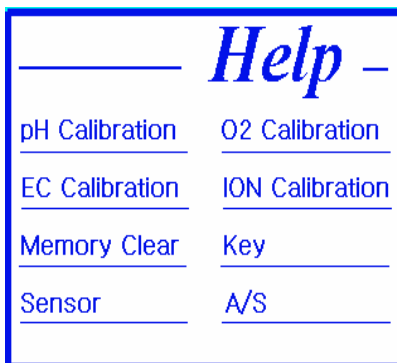 Help
pH Calibration O2 Calibration
EC Calibration ION Calibration
Memory Clear Key
Sensor A/S